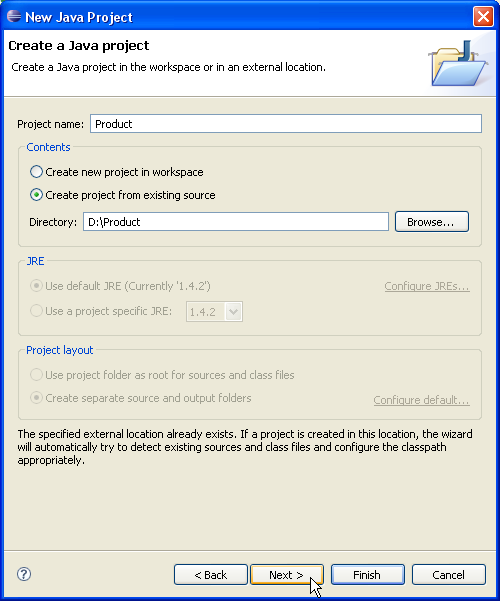 New Java Project
Create a Java project
Create a Java project in the workspace or in an external location.
Project name: Product
Contents
Create new project in workspace
Create project from existing source
Directory: D:\Product Browse...
JRE
Use default JRE (Currently '1.4.2') Configure JREs...
Use a project specific JRE: 1.4.2
Project layout
Use project folder as root for sources and class files
Create separate source and output folders Configure default...
The specified external location already exists. If a project is created in this location, the wizard
will automatically try to detect existing sources and class files and configure the classpath
appropriately.
? < Back Next > Finish Cancel